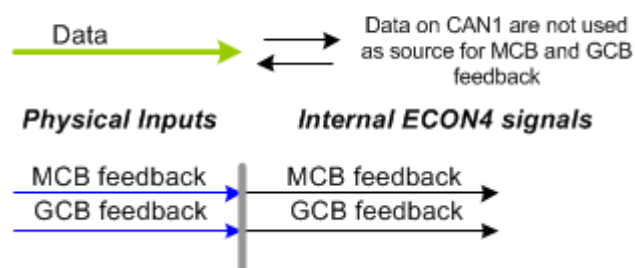 Data
Data on CAN1 are not used
as source for MCB and GCB
feedback
Physical Inputs
Internal ECON4 signals
MCB feedback
MCB feedback
GCB feedback
GCB feedback